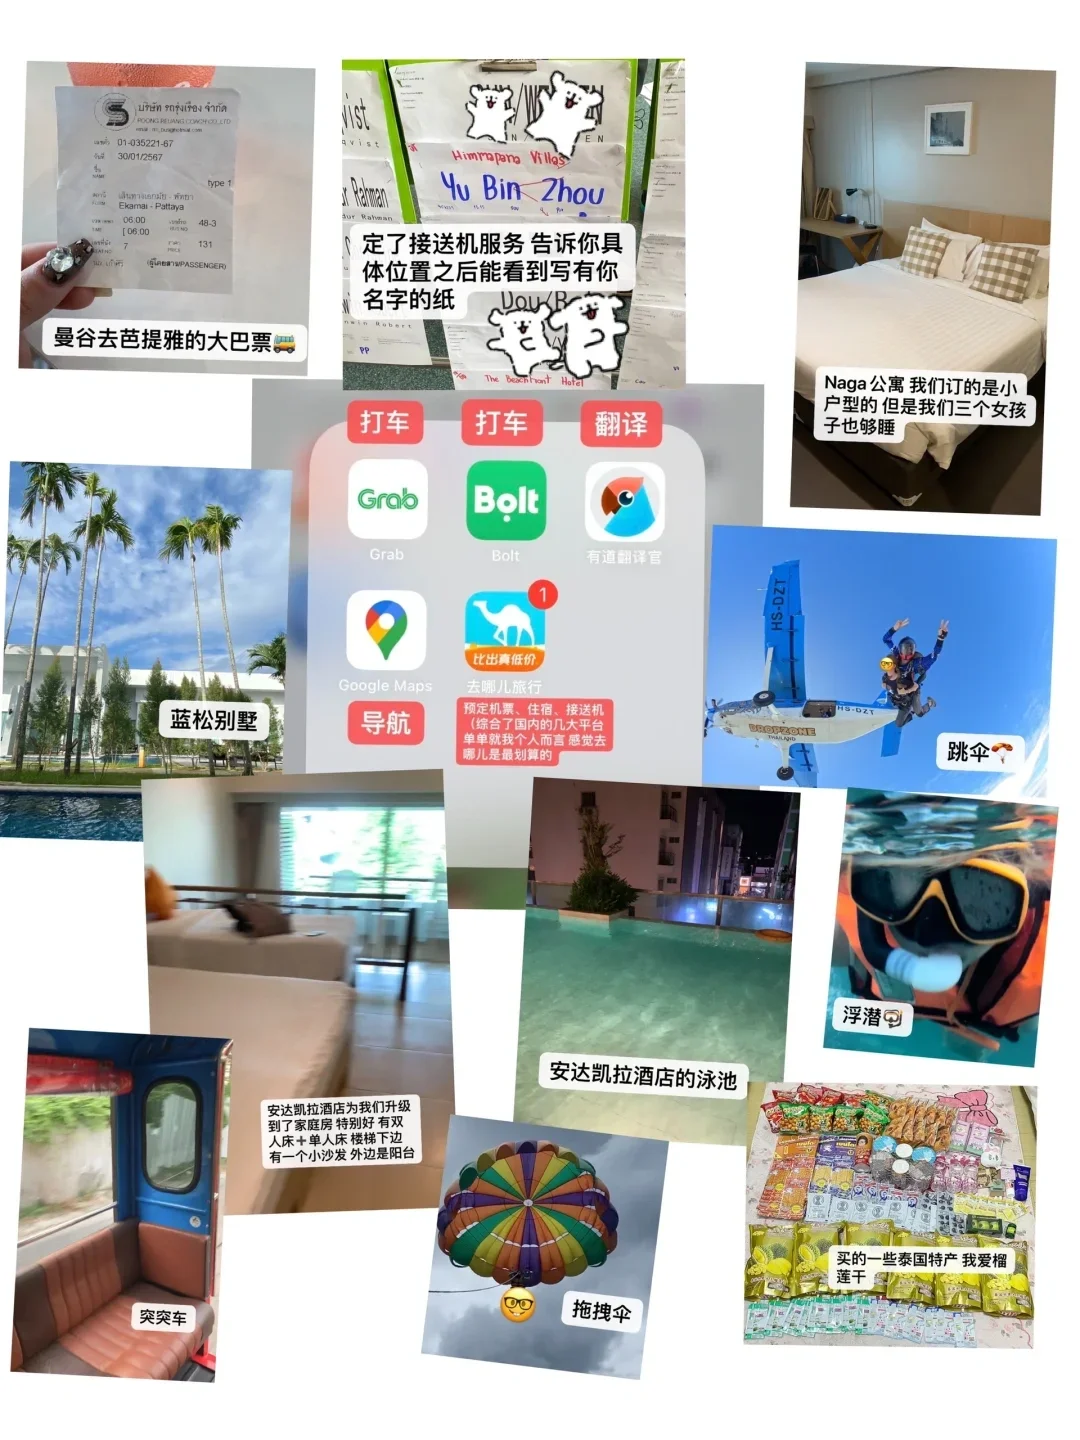 บริษัท รถรุ่งเรือง จำกัด
01-035221-67
30/01/2567
type 1
Ekamai - Pattaya
06:00
48-3
[ 06:00
7
131
(ผู้โดยสาร/PASSENGER)
曼谷去芭提雅的大巴票
Rahman
Himrapara Villas
Yu Bin Zhou
定了接送机服务 告诉你具
体位置之后能看到写有你
名字的纸
Robert
PP
The Beachfront Hotel
Naga 公寓 我们订的是小
户型的 但是我们三个女孩
子也够睡
打车
打车
翻译
Grab
Bolt
Grab
Bolt
有道翻译官
1
比出真低价
Google Maps
去哪儿旅行
导航
预定机票、住宿、接送机
（综合了国内的几大平台
单单就我个人而言 感觉去
哪儿是最划算的
蓝松别墅
HS-DZT
HS-DZT
DROPZONE
THAILAND
跳伞
安达凯拉酒店为我们升级
到了家庭房 特别好 有双
人床＋单人床 楼梯下边
有一个小沙发 外边是阳台
安达凯拉酒店的泳池
浮潜
突突车
拖拽伞
买的一些泰国特产 我爱榴
莲干